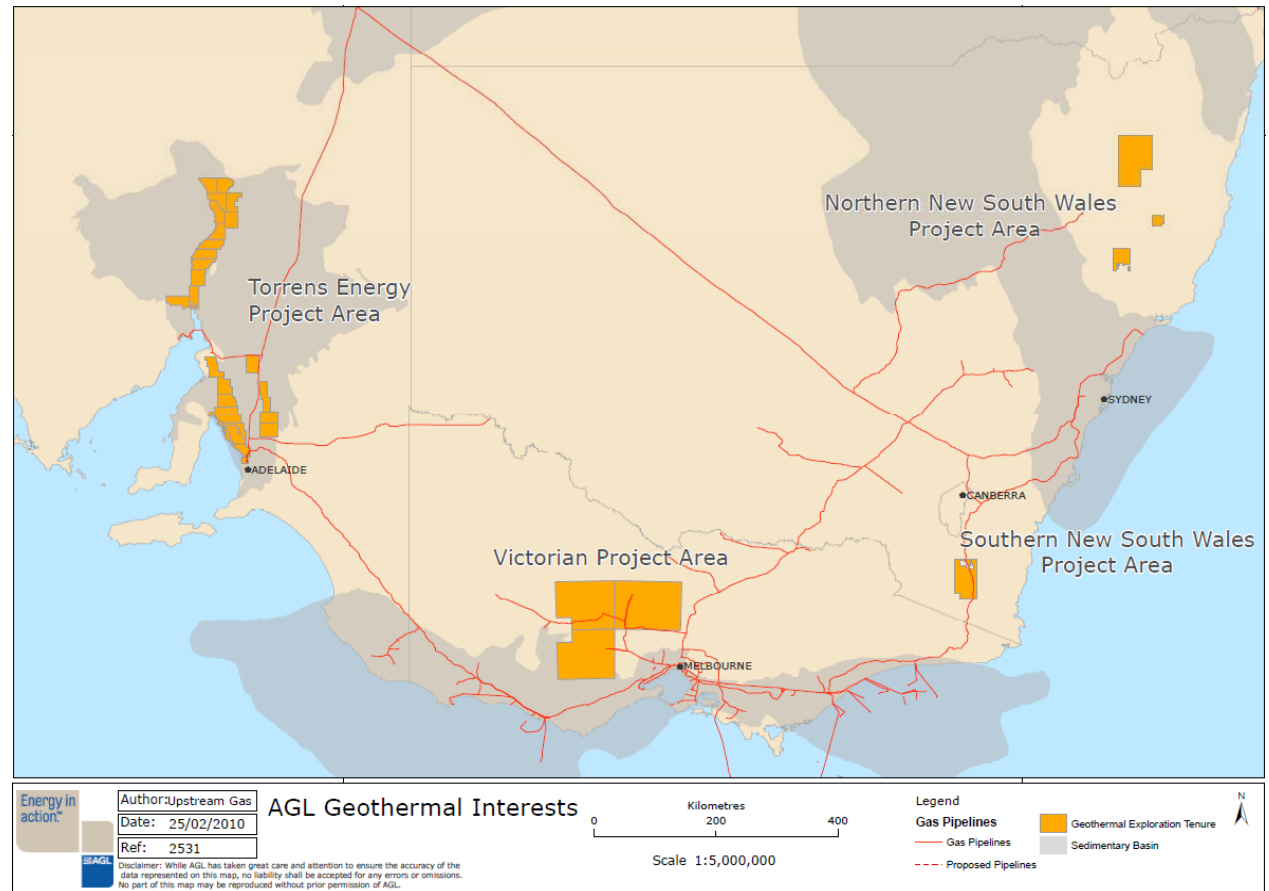 Northern New South Wales
Project Area
Torrens Energy
Project Area
SYDNEY
ADELAIDE
CANBERRA
Southern New South Wales
Project Area
Victorian Project Area
MELBOURNE
Energy in
action.™
AGL
Author:Upstream Gas
Date: 25/02/2010
Ref: 2531
AGL Geothermal Interests
Disclaimer: While AGL has taken great care and attention to ensure the accuracy of the
data represented on this map, no liability shall be accepted for any errors or omissions.
No part of this map may be reproduced without prior permission of AGL.
Kilometres
0 200 400
Scale 1:5,000,000
Legend
Gas Pipelines
Gas Pipelines
Proposed Pipelines
Geothermal Exploration Tenure
Sedimentary Basin
N